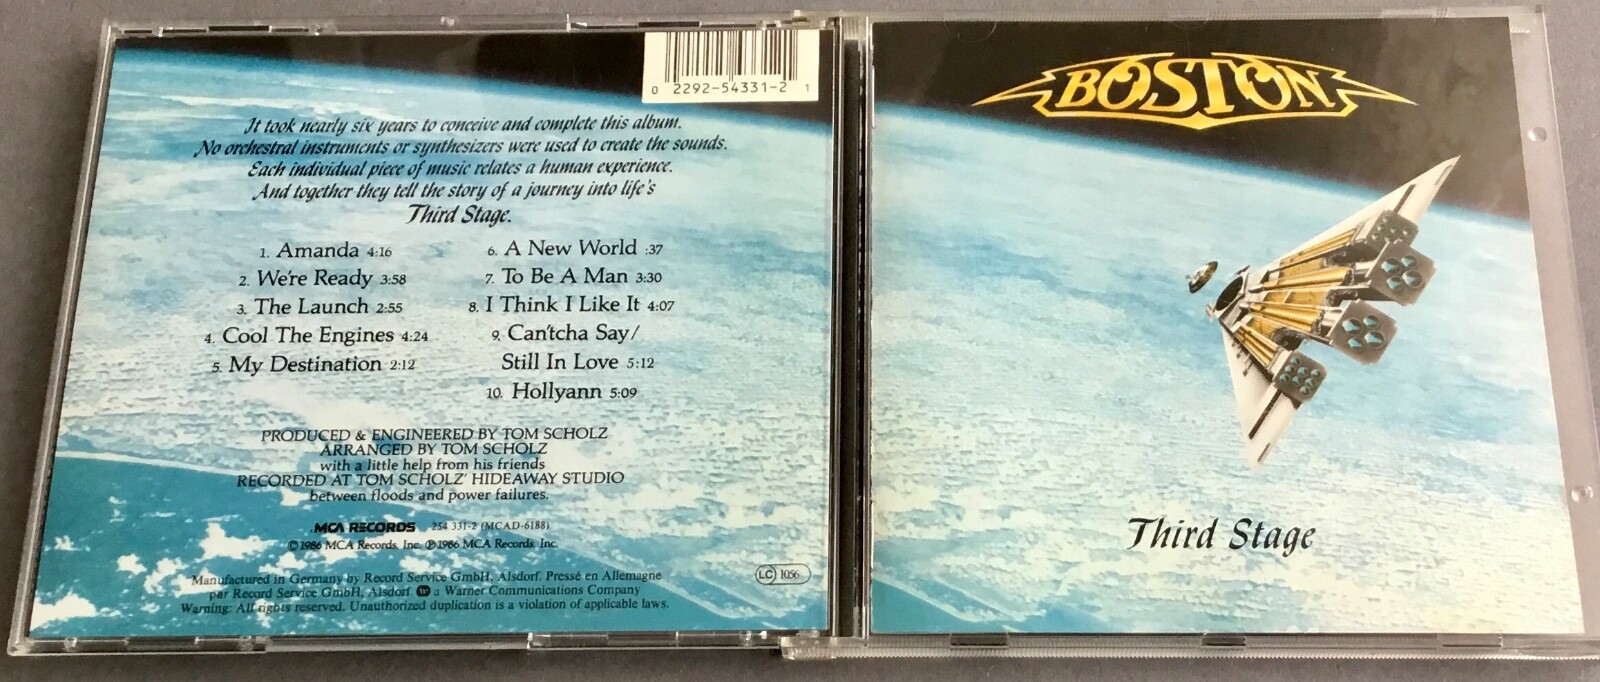 0 2292-54331-2 1
It took nearly six years to conceive and complete this album.
No orchestral instruments or synthesizers were used to create the sounds.
Each individual piece of music relates a human experience.
And together they tell the story of a journey into life's
Third Stage.
1. Amanda 4:16
2. We're Ready 3:58
3. The Launch 2:55
4. Cool The Engines 4:24
5. My Destination 2:12
6. A New World :37
7. To Be A Man 3:30
8. I Think I Like It 4:07
9. Can'tcha Say/
Still In Love 5:12
10. Hollyann 5:09
PRODUCED & ENGINEERED BY TOM SCHOLZ
ARRANGED BY TOM SCHOLZ
with a little help from his friends
RECORDED AT TOM SCHOLZ' HIDEAWAY STUDIO
between floods and power failures.
MCA RECORDS 254 331-2 (MCAD-6188)
©1986 MCA Records, Inc. ℗1986 MCA Records, Inc.
Manufactured in Germany by Record Service GmbH, Alsdorf. Pressé en Allemagne
par Record Service GmbH, Alsdorf. W a Warner Communications Company
Warning: All rights reserved. Unauthorized duplication is a violation of applicable laws.
LC 1056
BOSTON
Third Stage